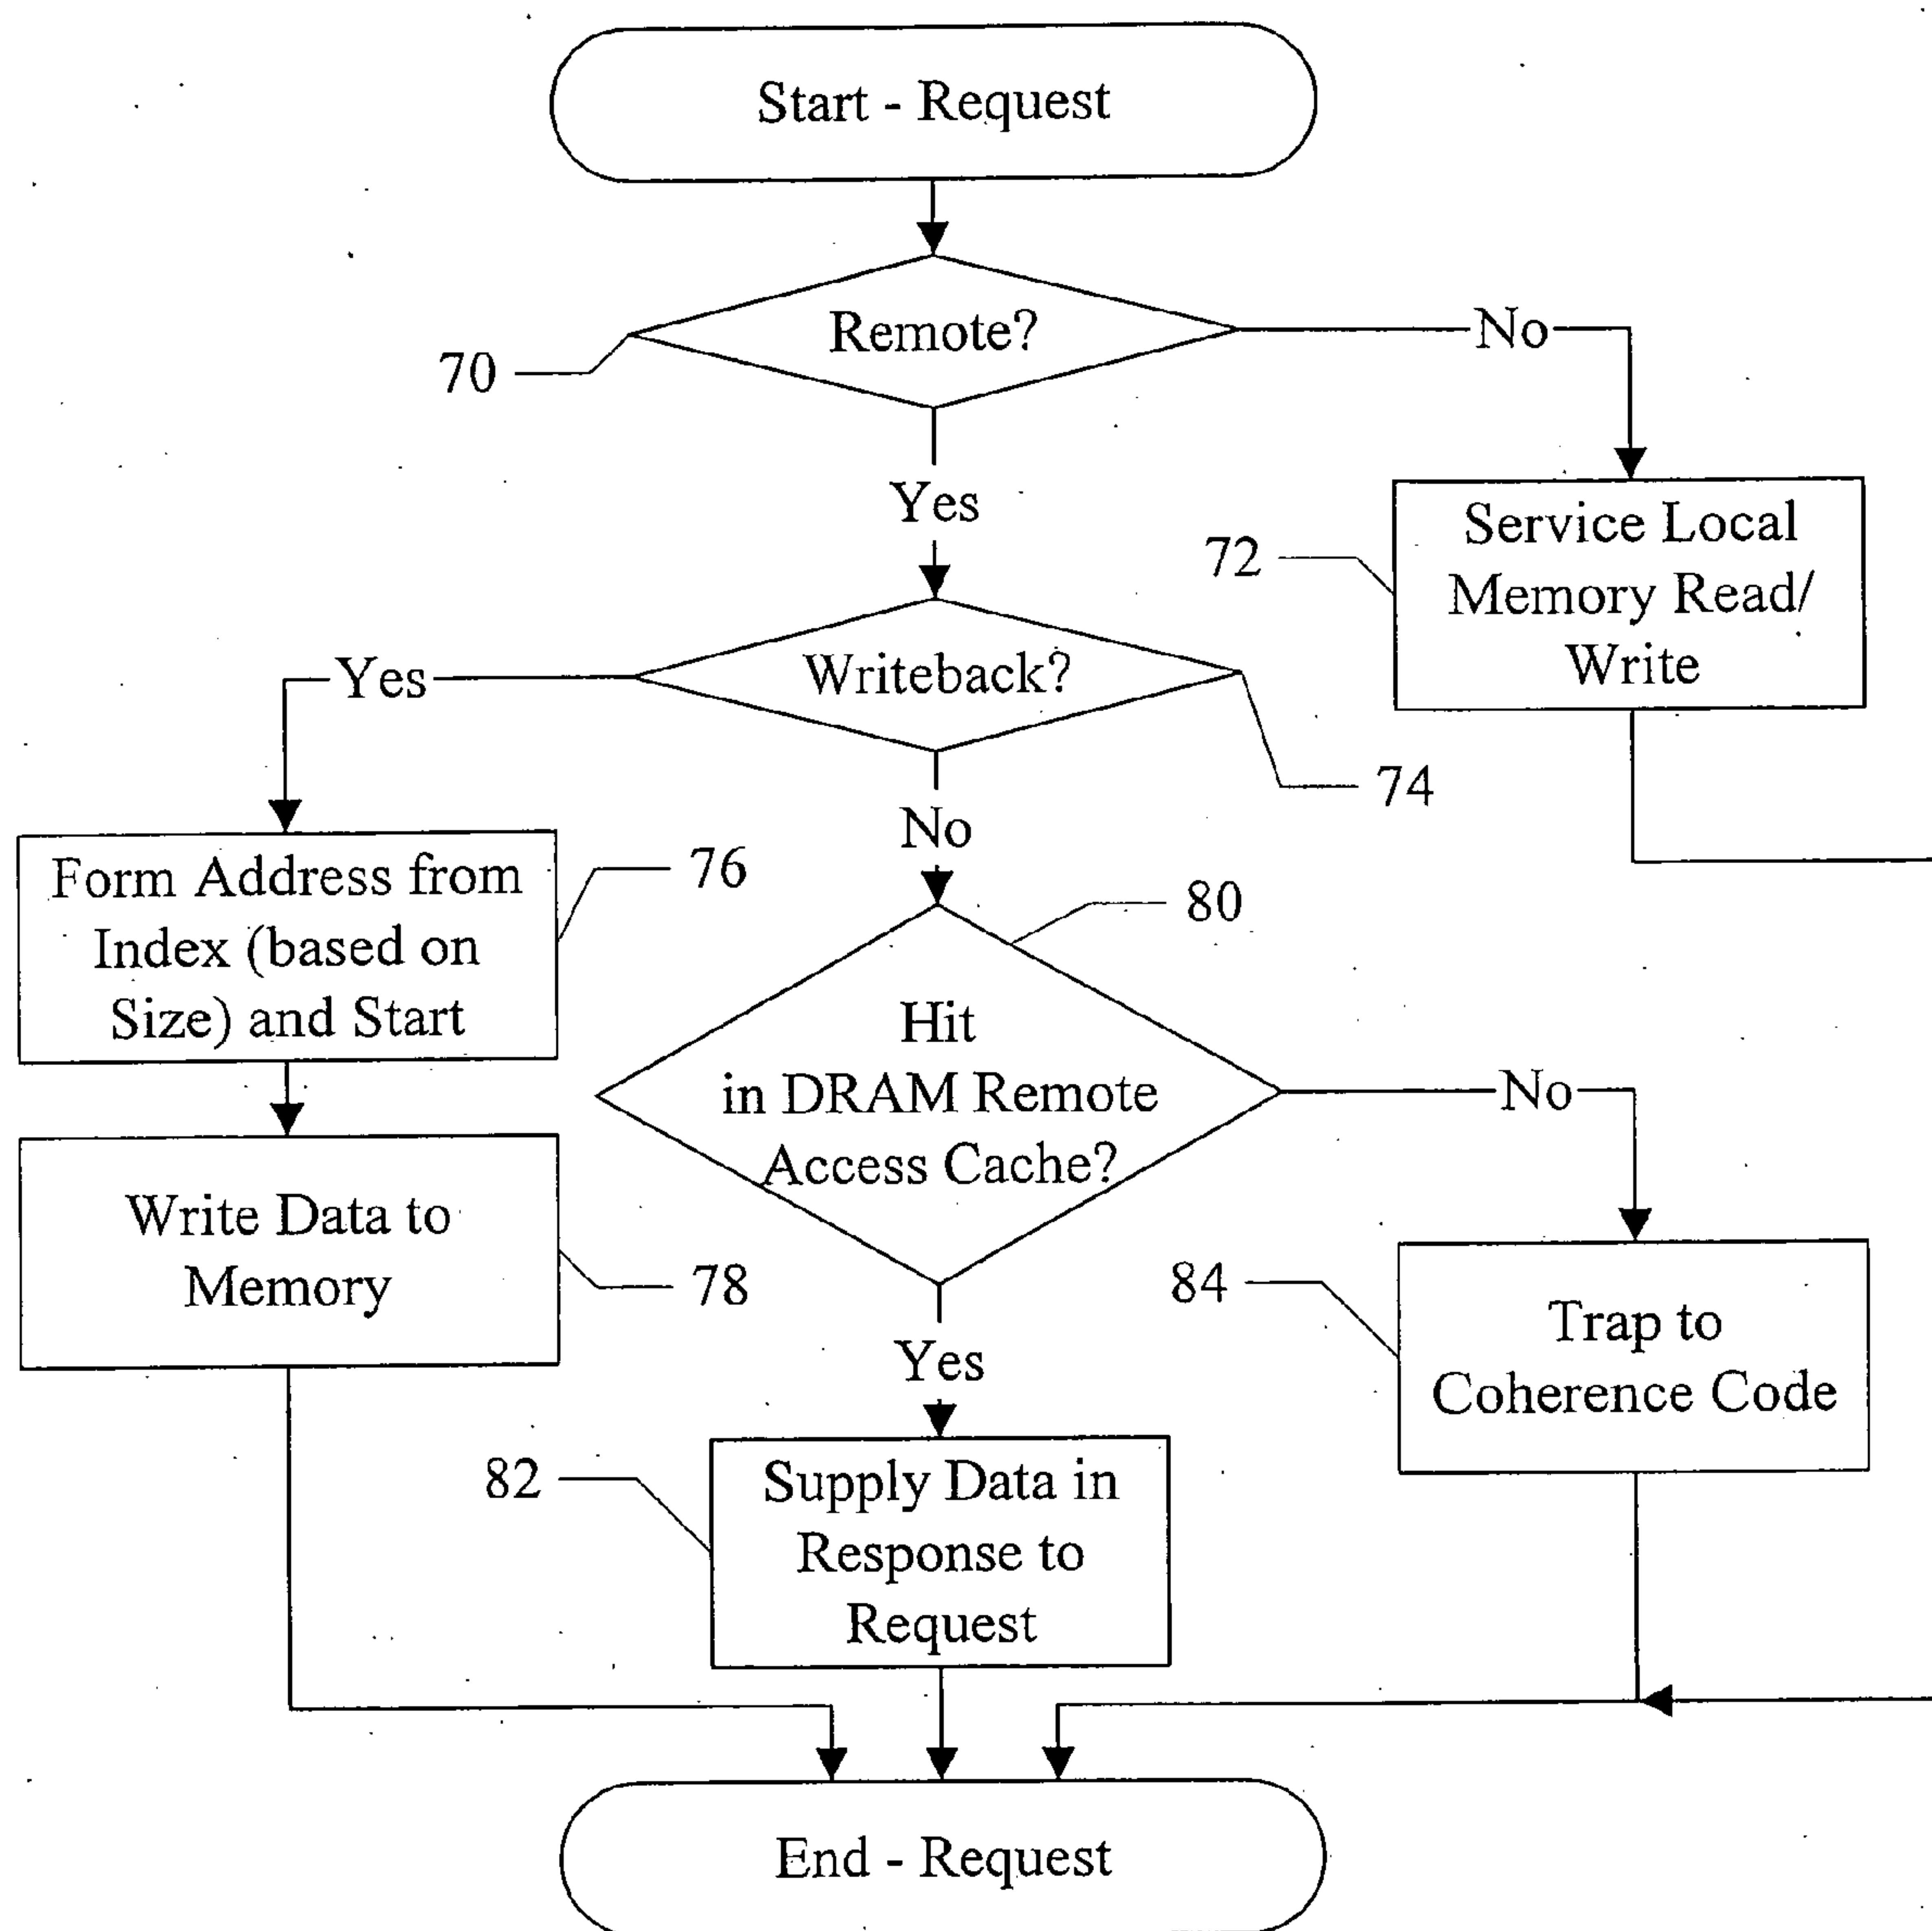 Start - Request
Remote?
70
No
Yes
72
Service Local
Memory Read/
Write
Writeback?
Yes
74
No
Form Address from
Index (based on
Size) and Start
76
80
Hit
in DRAM Remote
Access Cache?
No
Write Data to
Memory
78
84
Trap to
Coherence Code
Yes
82
Supply Data in
Response to
Request
End - Request